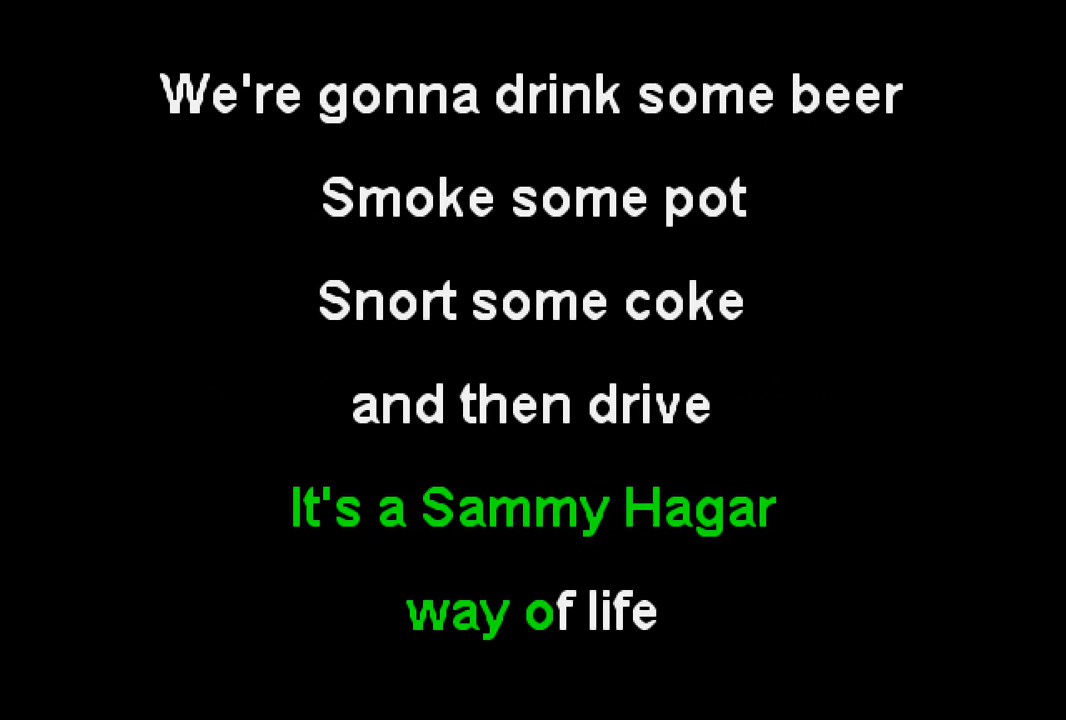 We're gonna drink some beer
Smoke some pot
Snort some coke
and then drive
It's a Sammy Hagar
way of life